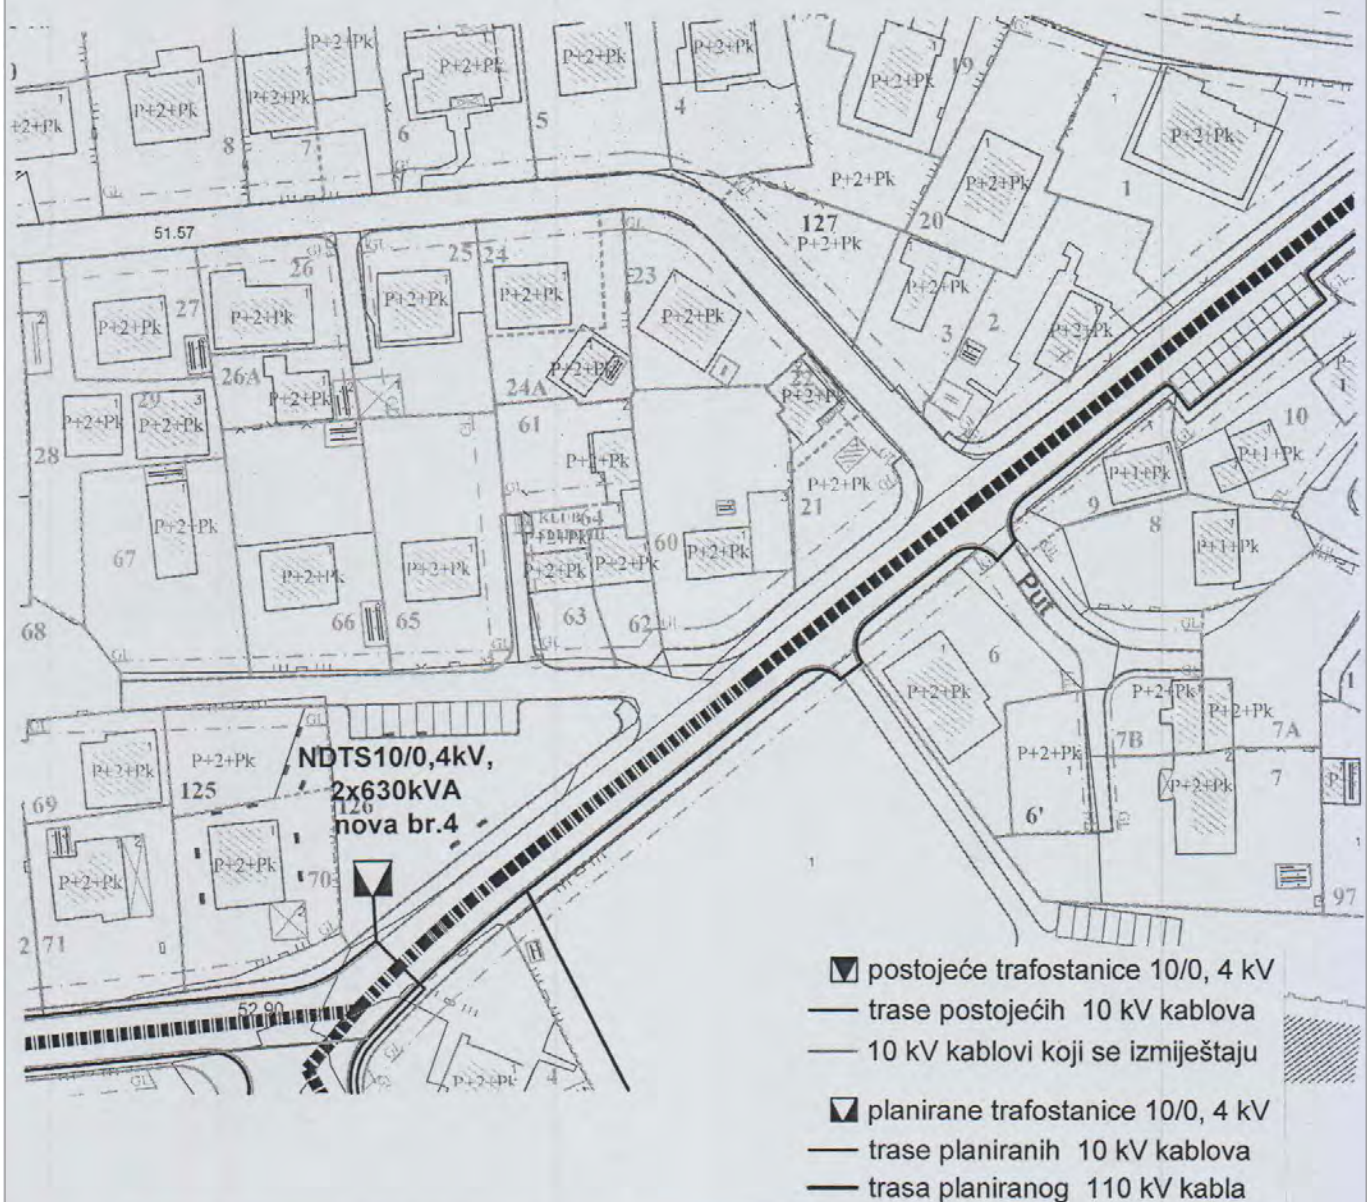 P+2+Pk
P+2+Pk
P+2+Pk
P+2+Pk
P+2+Pk
P+2+Pk
P+2+Pk
P+2+Pk
19
P+2+Pk
8
7
6
5
4
P+2+Pk
P+2+Pk
1
20
127
P+2+Pk
51.57
26
25
24
23
P+2+Pk
3
2
P+2+Pk
27
P+2+Pk
P+2+Pk
P+2+Pk
P+2+Pk
P+2+Pk
26A
P+2+Pk
24A
P+2+Pk
22
P+2+Pk
29
P+2+Pk
P+2+Pk
28
61
P+2+Pk
P+2+Pk
21
10
P+1+Pk
P+1+Pk
9
8
P+1+Pk
P+2+Pk
67
P+2+Pk
P+2+Pk
KLUB
64
P+2+Pk
P+2+Pk
60
P+2+Pk
66
65
63
62
68
Put
6
P+2+Pk
P+2+Pk
P+2+Pk
7A
7B
P+2+Pk
7
P+2+Pk
6'
97
P+2+Pk
P+2+Pk
69
125
126
NDTS10/0,4kV,
2x630kVA
nova br.4
P+2+Pk
P+2+Pk
70
71
52.90
P+2+Pk
4
postojeće trafostanice 10/0, 4 kV
trase postojećih 10 kV kablova
10 kV kablovi koji se izmiještaju
planirane trafostanice 10/0, 4 kV
trase planiranih 10 kV kablova
trasa planiranog 110 kV kabla